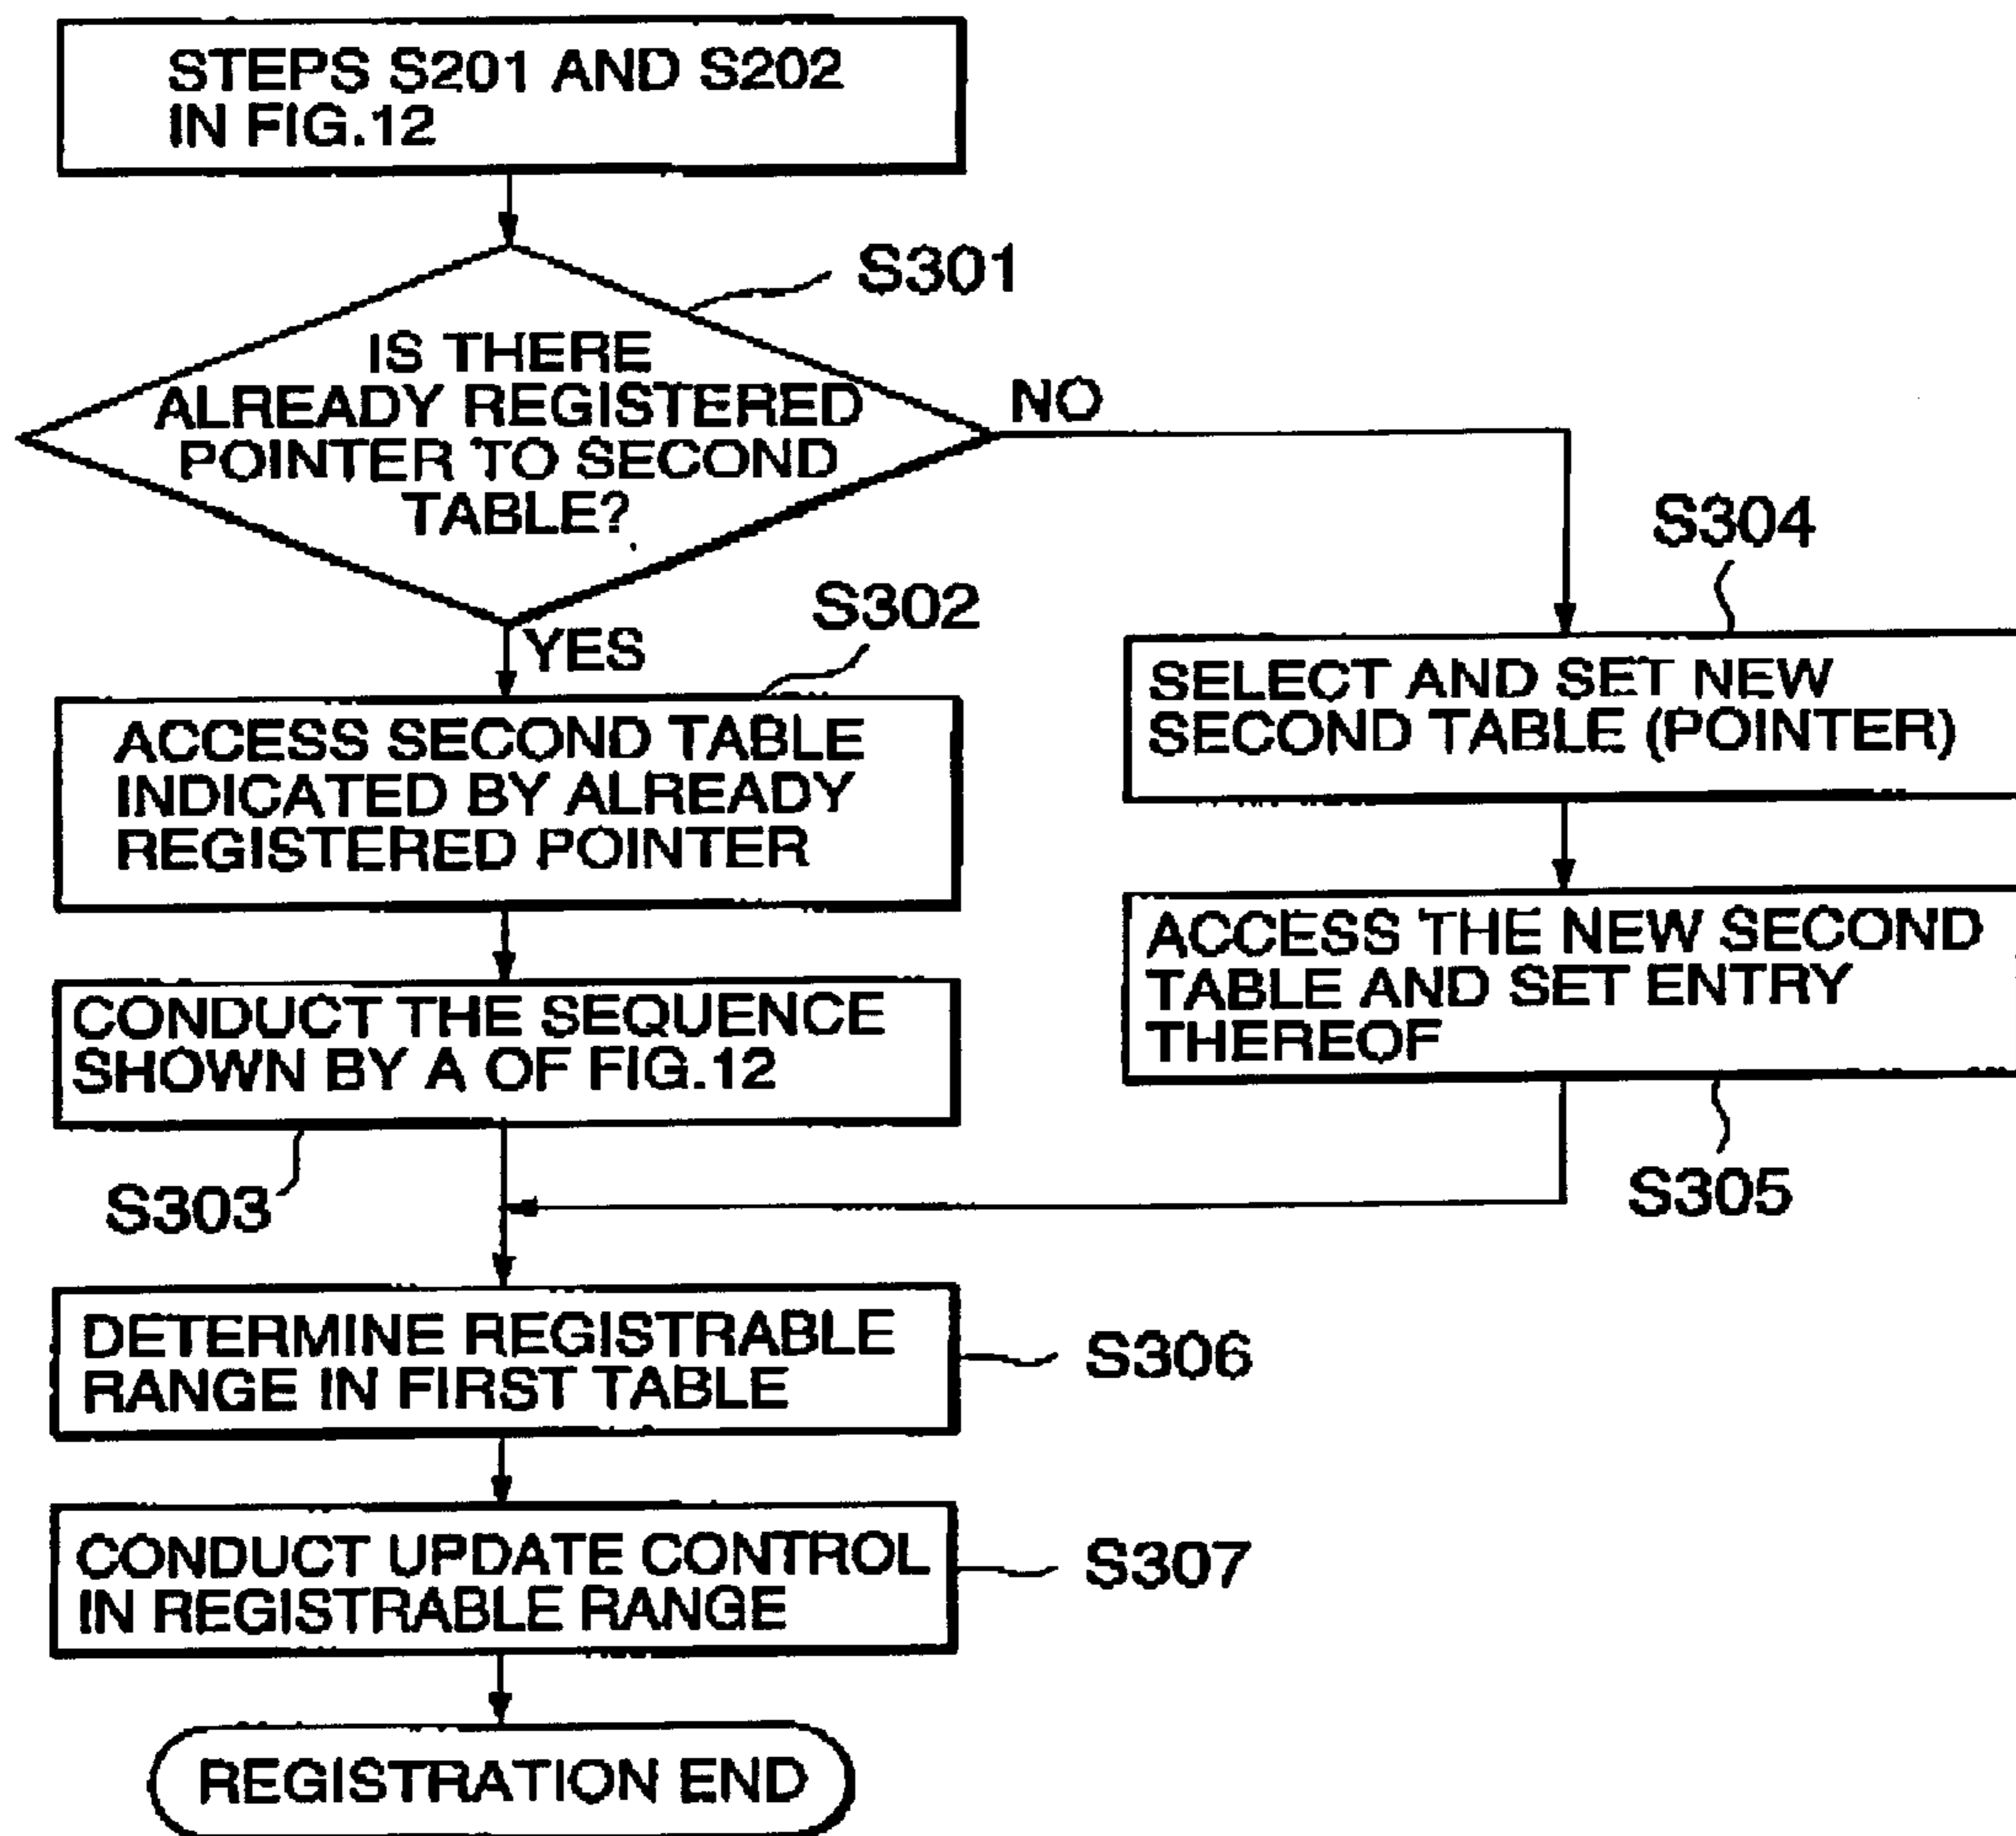 STEPS S201 AND S202
IN FIG.12
S301
IS THERE
ALREADY REGISTERED
POINTER TO SECOND
TABLE?
NO
YES
S302
ACCESS SECOND TABLE
INDICATED BY ALREADY
REGISTERED POINTER
CONDUCT THE SEQUENCE
SHOWN BY A OF FIG.12
S303
S304
SELECT AND SET NEW
SECOND TABLE (POINTER)
ACCESS THE NEW SECOND
TABLE AND SET ENTRY
THEREOF
S305
DETERMINE REGISTRABLE
RANGE IN FIRST TABLE
S306
CONDUCT UPDATE CONTROL
IN REGISTRABLE RANGE
S307
REGISTRATION END